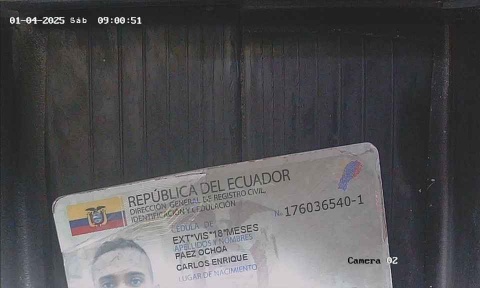 01-04-2025 Sáb 09:00:51
REPÚBLICA DEL ECUADOR
DIRECCIÓN GENERAL DE REGISTRO CIVIL
IDENTIFICACIÓN Y CEDULACIÓN
CÉDULA DE
N. 176036540-1
EXT*VIS*18*MESES
APELLIDOS Y NOMBRES
PAEZ OCHOA
CARLOS ENRIQUE
LUGAR DE NACIMIENTO
Camera 02